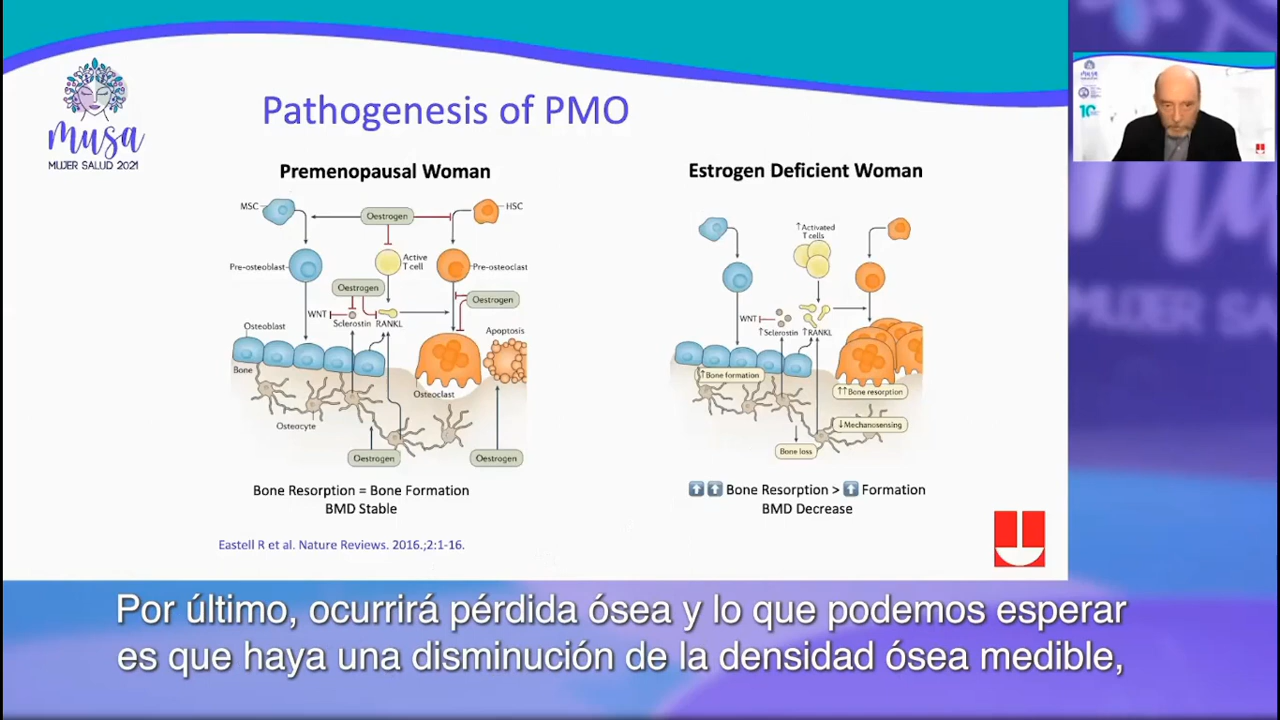 musa
MUJER SALUD 2021
Pathogenesis of PMO
Premenopausal Woman
MSC
Oestrogen
HSC
Pre-osteoblast
Active
T cell
Pre-osteoclast
Oestrogen
Oestrogen
WNT
Sclerostin
RANKL
Osteoblast
Apoptosis
Bone
Osteoclast
Osteocyte
Oestrogen
Oestrogen
Bone Resorption = Bone Formation
BMD Stable
Estrogen Deficient Woman
↑Activated
T cells
WNT
↑Sclerostin
↑RANKL
↑Bone formation
↑↑Bone resorption
↓Mechanosensing
Bone loss
⬆⬆ Bone Resorption > ⬆ Formation
BMD Decrease
Eastell R et al. Nature Reviews. 2016.;2:1-16.
MUJER SALUD
Por último, ocurrirá pérdida ósea y lo que podemos esperar
es que haya una disminución de la densidad ósea medible,